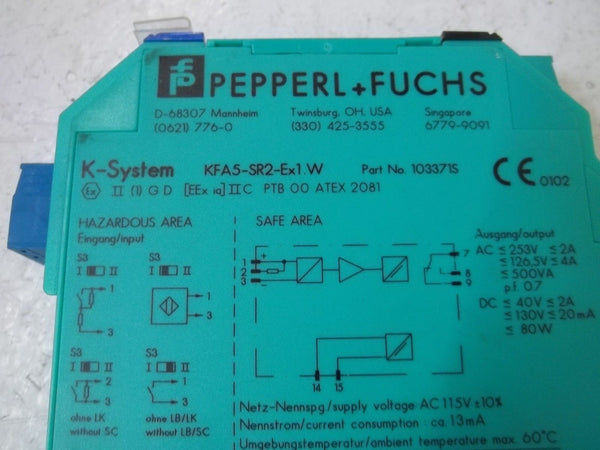 PEPPERL+FUCHS
D-68307 Mannheim Twinsburg, OH. USA Singapore
(0621) 776-0 (330) 425-3555 6779-9091
K-System KFA5-SR2-Ex1.W Part No. 103371S
CE 0102
Ex II (1) G D [EEx ia] II C PTB 00 ATEX 2081
HAZARDOUS AREA
Eingang/input
S3 S3
I II I II
1 1
3 3
S3 S3
I II I II
2 1
3 3
ohne LK ohne LB/LK
without SC without LB/SC
SAFE AREA
1 + 7
2 8
3 - 9
14 15
Ausgang/output
AC ≤ 253V ≤ 2A
≤ 126,5V ≤ 4A
≤ 500VA
p.f. 0.7
DC ≤ 40V ≤ 2A
≤ 130V ≤ 20mA
≤ 80W
Netz-Nennspg./supply voltage AC 115V ±10%
Nennstrom/current consumption ca. 13mA
Umgebungstemperatur/ambient temperature max. 60°C